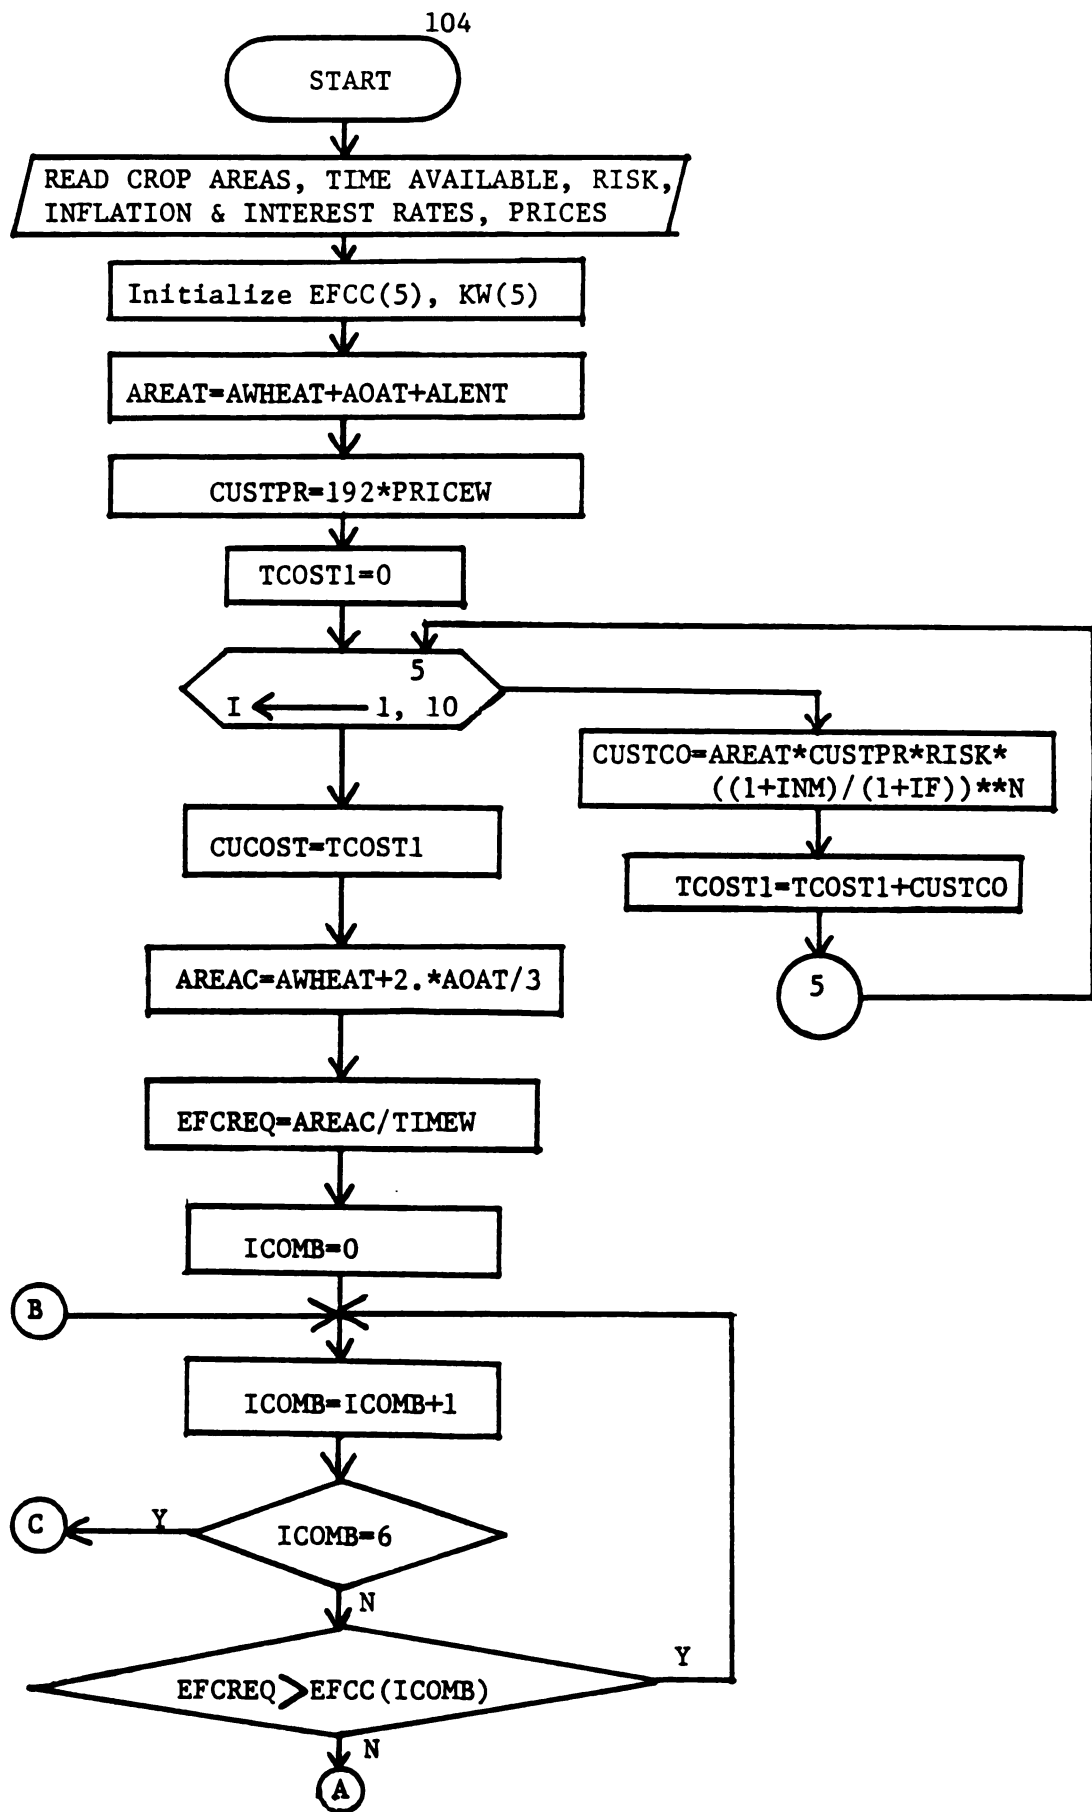 104
START
READ CROP AREAS, TIME AVAILABLE, RISK,
INFLATION & INTEREST RATES, PRICES
Initialize EFCC(5), KW(5)
AREAT=AWHEAT+AOAT+ALENT
CUSTPR=192*PRICEW
TCOST1=0
5
I ← 1, 10
CUSTCO=AREAT*CUSTPR*RISK*
((1+INM)/(1+IF))**N
CUCOST=TCOST1
TCOST1=TCOST1+CUSTCO
5
AREAC=AWHEAT+2.*AOAT/3
EFCREQ=AREAC/TIMEW
ICOMB=0
B
ICOMB=ICOMB+1
C
Y
ICOMB=6
N
Y
EFCREQ>EFCC(ICOMB)
N
A